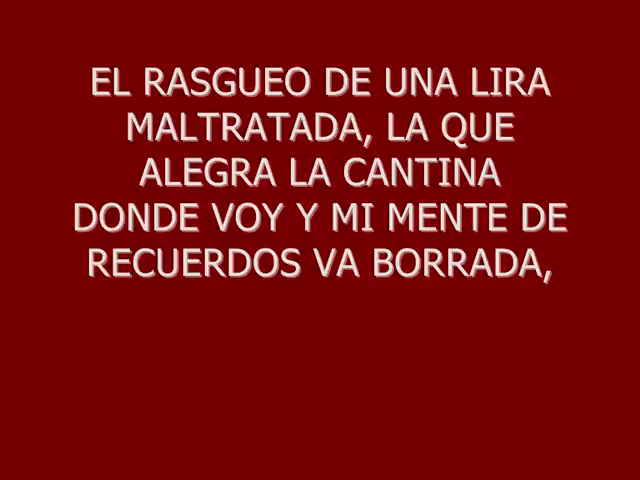 EL RASGUEO DE UNA LIRA
MALTRATADA, LA QUE
ALEGRA LA CANTINA
DONDE VOY Y MI MENTE DE
RECUERDOS VA BORRADA,